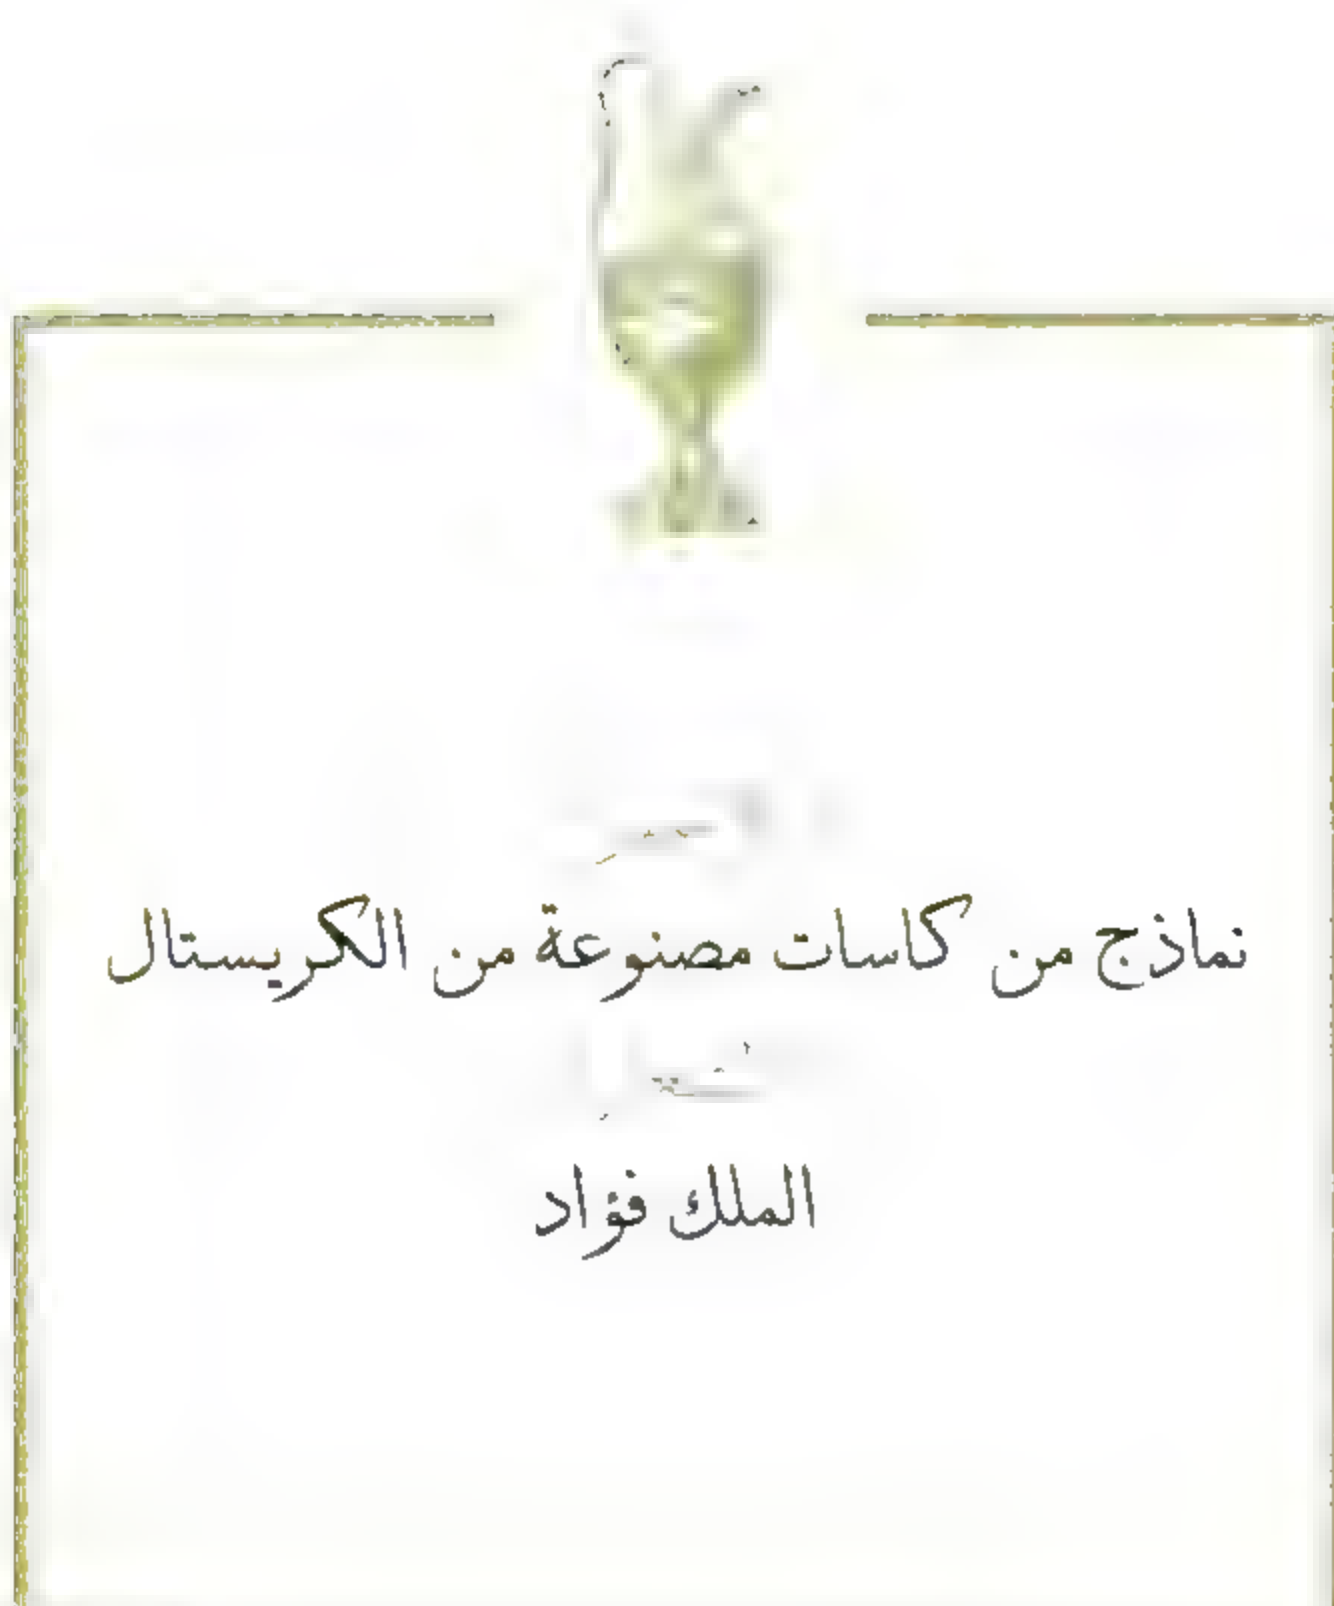 نماذج من كاسات مصنوعة من الكريستال
الملك فؤاد